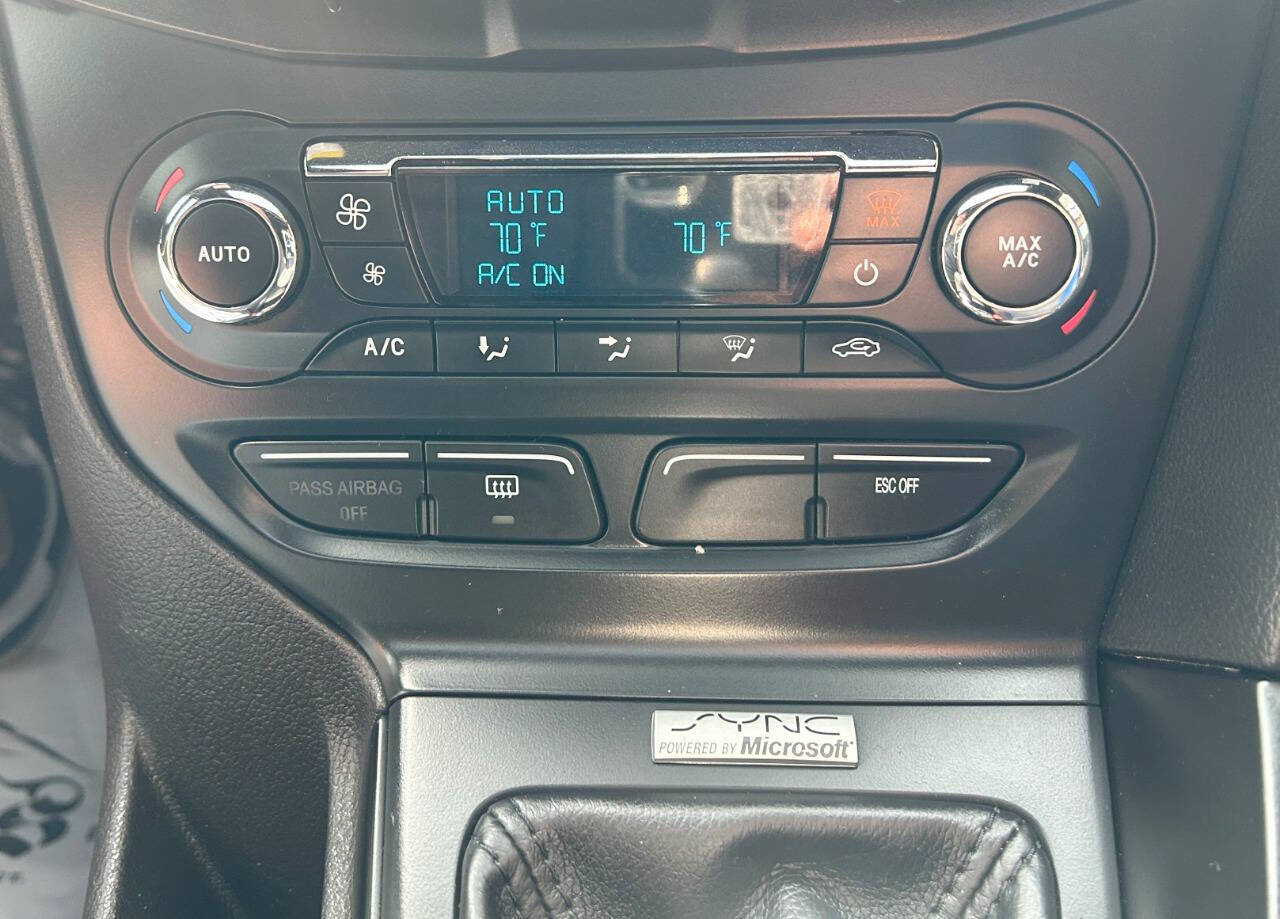 AUTO
AUTO
70°F
70°F
A/C ON
MAX
MAX
A/C
A/C
PASS AIRBAG
OFF
ESC OFF
SYNC
POWERED BY Microsoft